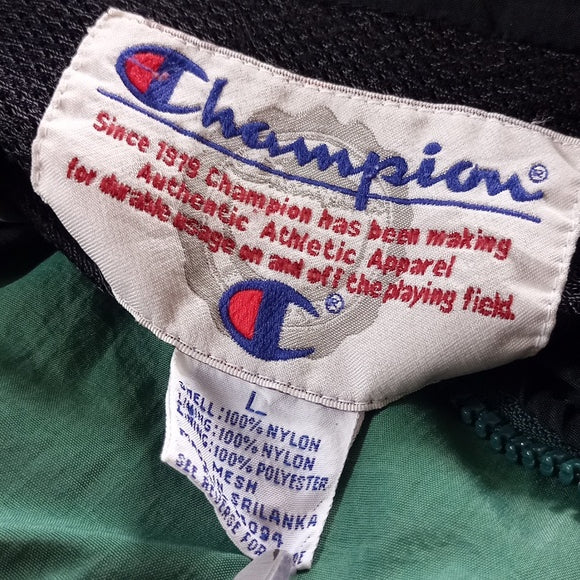 Champion®
Since 1919 Champion has been making
Authentic Athletic Apparel
for durable usage on and off the playing field.
C®
L
SHELL:100% NYLON
LINING:100% NYLON
100% POLYESTER
MESH
SRILANKA
094
SEE REVERSE FOR